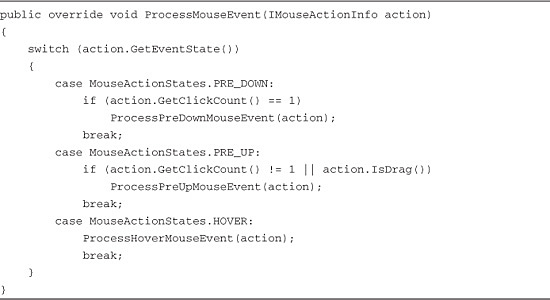 public override void ProcessMouseEvent(IMouseActionInfo action)
{
    switch (action.GetEventState())
    {
        case MouseActionStates.PRE_DOWN:
            if (action.GetClickCount() == 1)
                ProcessPreDownMouseEvent(action);
            break;
        case MouseActionStates.PRE_UP:
            if (action.GetClickCount() != 1 || action.IsDrag())
                ProcessPreUpMouseEvent(action);
            break;
        case MouseActionStates.HOVER:
            ProcessHoverMouseEvent(action);
            break;
    }
}